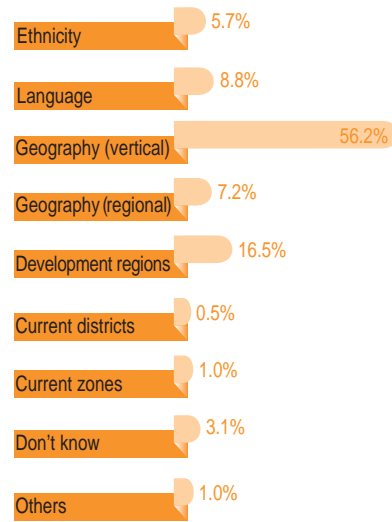 Ethnicity 5.7%
Language 8.8%
Geography (vertical) 56.2%
Geography (regional) 7.2%
Development regions 16.5%
Current districts 0.5%
Current zones 1.0%
Don't know 3.1%
Others 1.0%